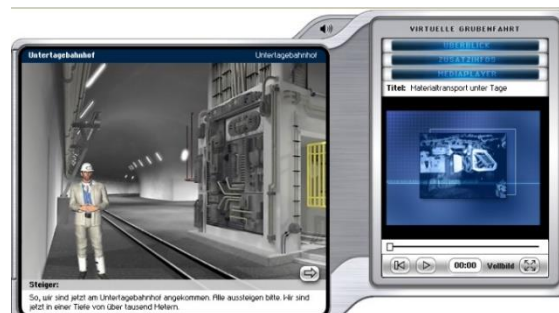 VIRTUELLE GRUBENFAHRT
Untertagebahnhof
Untertagebahnhof
ÜBERBLICK
ZUSATZINFOS
MEDIAPLAYER
Titel: Materialtransport unter Tage
00:00 Vollbild
Steiger:
So, wir sind jetzt am Untertagebahnhof angekommen. Alle aussteigen bitte. Wir sind
jetzt in einer Tiefe von über tausend Metern.